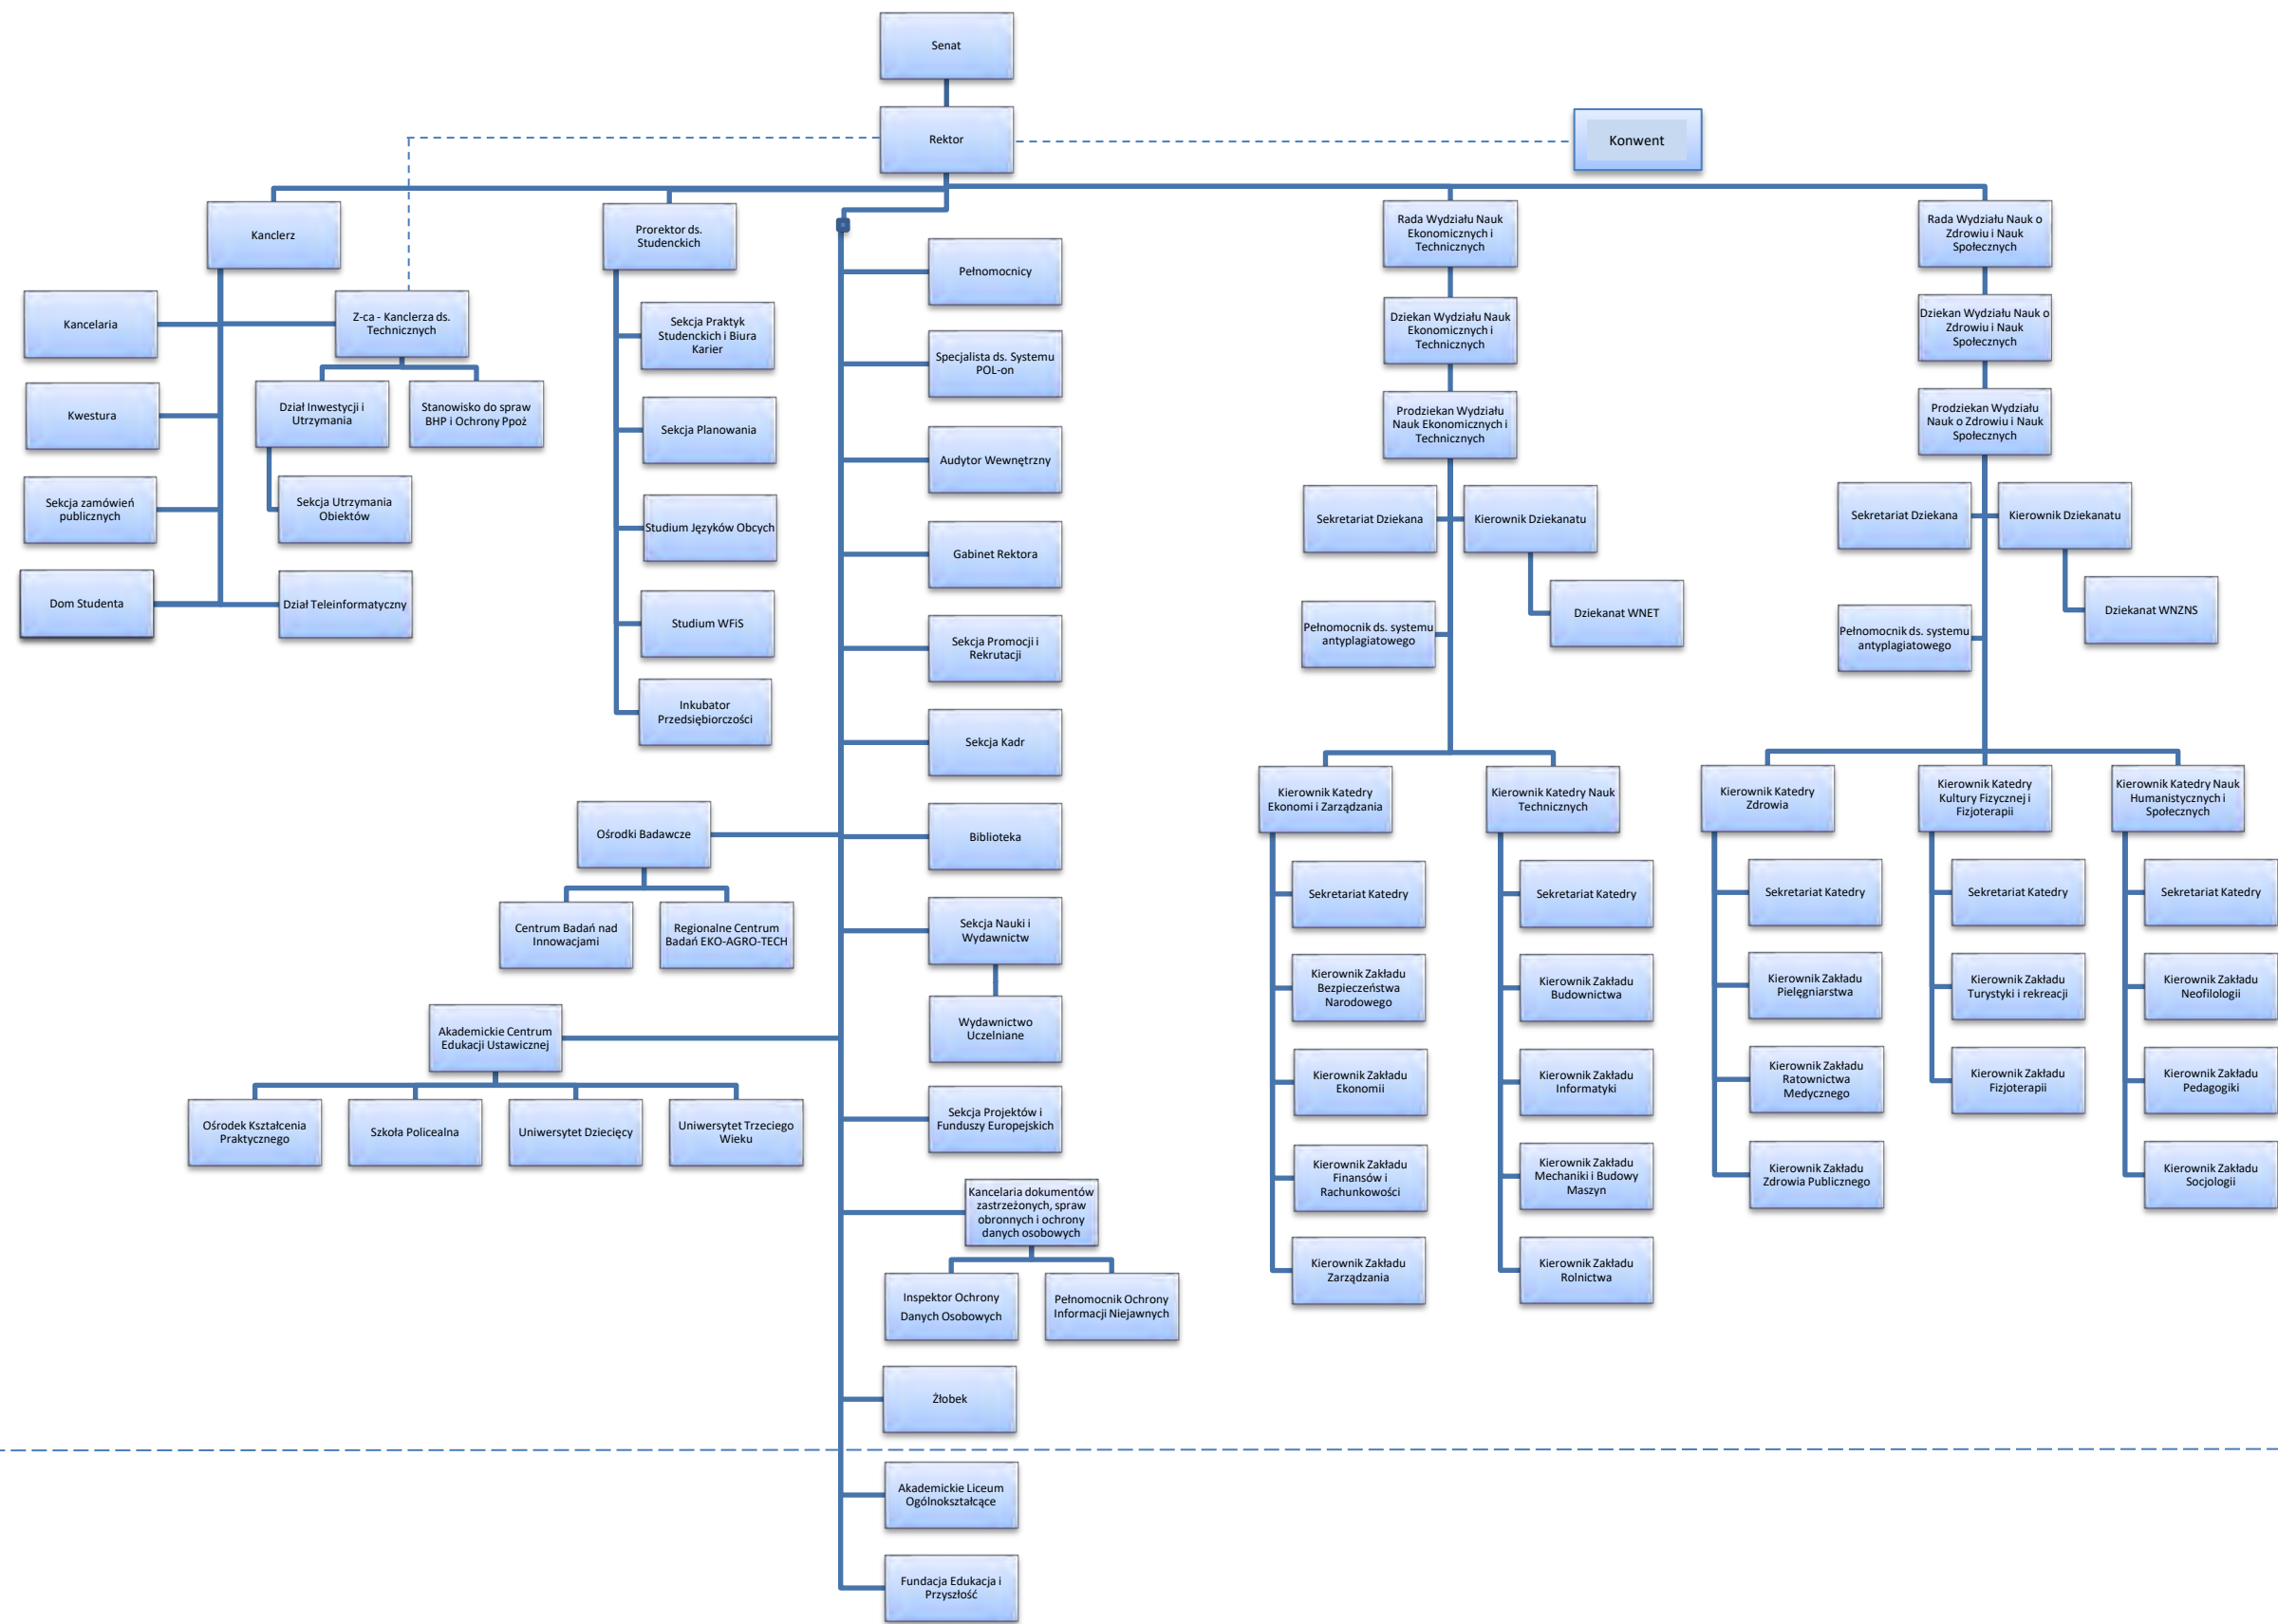 Senat
Rektor
Konwent
Kanclerz
Kancelaria
Z-ca - Kanclerza ds.
Technicznych
Kwestura
Dział Inwestycji i
Utrzymania
Stanowisko do spraw
BHP i Ochrony Ppoż
Sekcja zamówień
publicznych
Sekcja Utrzymania
Obiektów
Dom Studenta
Dział Teleinformatyczny
Prorektor ds.
Studenckich
Sekcja Praktyk
Studenckich i Biura
Karier
Sekcja Planowania
Studium Języków Obcych
Studium WFiS
Inkubator
Przedsiębiorczości
Pełnomocnicy
Specjalista ds. Systemu
POL-on
Audytor Wewnętrzny
Gabinet Rektora
Sekcja Promocji i
Rekrutacji
Sekcja Kadr
Ośrodki Badawcze
Centrum Badań nad
Innowacjami
Regionalne Centrum
Badań EKO-AGRO-TECH
Biblioteka
Sekcja Nauki i
Wydawnictw
Wydawnictwo
Uczelniane
Akademickie Centrum
Edukacji Ustawicznej
Ośrodek Kształcenia
Praktycznego
Szkoła Policealna
Uniwersytet Dziecięcy
Uniwersytet Trzeciego
Wieku
Sekcja Projektów i
Funduszy Europejskich
Kancelaria dokumentów
zastrzeżonych, spraw
obronnych i ochrony
danych osobowych
Inspektor Ochrony
Danych Osobowych
Pełnomocnik Ochrony
Informacji Niejawnych
Żłobek
Akademickie Liceum
Ogólnokształcące
Fundacja Edukacja i
Przyszłość
Rada Wydziału Nauk
Ekonomicznych i
Technicznych
Dziekan Wydziału Nauk
Ekonomicznych i
Technicznych
Prodziekan Wydziału
Nauk Ekonomicznych i
Technicznych
Sekretariat Dziekana
Kierownik Dziekanatu
Dziekanat WNET
Pełnomocnik ds. systemu
antyplagiatowego
Kierownik Katedry
Ekonomi i Zarządzania
Sekretariat Katedry
Kierownik Zakładu
Bezpieczeństwa
Narodowego
Kierownik Zakładu
Ekonomii
Kierownik Zakładu
Finansów i
Rachunkowości
Kierownik Zakładu
Zarządzania
Kierownik Katedry Nauk
Technicznych
Sekretariat Katedry
Kierownik Zakładu
Budownictwa
Kierownik Zakładu
Informatyki
Kierownik Zakładu
Mechaniki i Budowy
Maszyn
Kierownik Zakładu
Rolnictwa
Rada Wydziału Nauk o
Zdrowiu i Nauk
Społecznych
Dziekan Wydziału Nauk o
Zdrowiu i Nauk
Społecznych
Prodziekan Wydziału
Nauk o Zdrowiu i Nauk
Społecznych
Sekretariat Dziekana
Kierownik Dziekanatu
Dziekanat WNZNS
Pełnomocnik ds. systemu
antyplagiatowego
Kierownik Katedry
Zdrowia
Sekretariat Katedry
Kierownik Zakładu
Pielęgniarstwa
Kierownik Zakładu
Ratownictwa
Medycznego
Kierownik Zakładu
Zdrowia Publicznego
Kierownik Katedry
Kultury Fizycznej i
Fizjoterapii
Sekretariat Katedry
Kierownik Zakładu
Turystyki i rekreacji
Kierownik Zakładu
Fizjoterapii
Kierownik Katedry Nauk
Humanistycznych i
Społecznych
Sekretariat Katedry
Kierownik Zakładu
Neofilologii
Kierownik Zakładu
Pedagogiki
Kierownik Zakładu
Socjologii